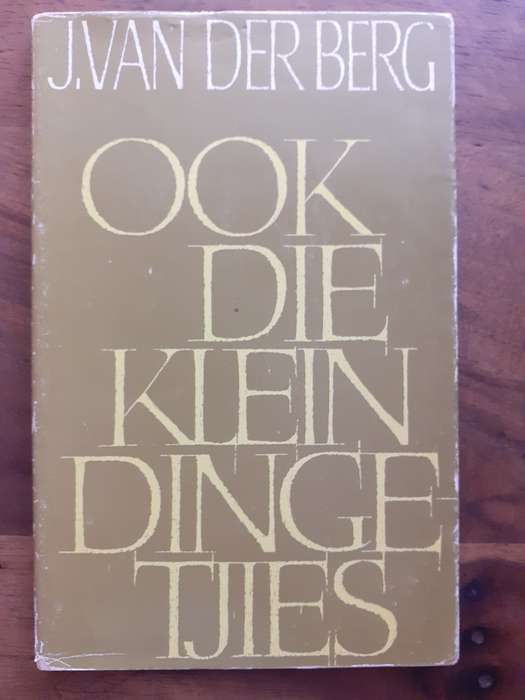 J. VAN DER BERG
OOK
DIE
KLEIN
DINGE-
TJIES